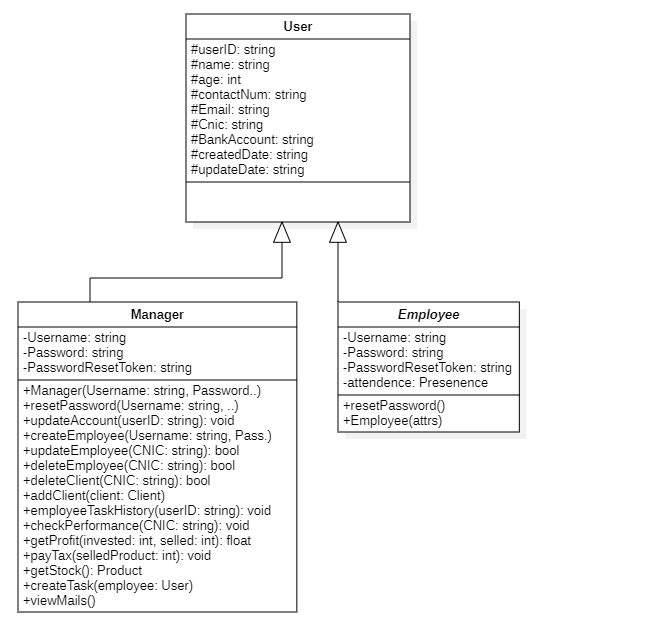 User
#userID: string
#name: string
#age: int
#contactNum: string
#Email: string
#Cnic: string
#BankAccount: string
#createdDate: string
#updateDate: string
Manager
-Username: string
-Password: string
-PasswordResetToken: string
+Manager(Username: string, Password..)
+resetPassword(Username: string, ..)
+updateAccount(userID: string): void
+createEmployee(Username: string, Pass.)
+updateEmployee(CNIC: string): bool
+deleteEmployee(CNIC: string): bool
+deleteClient(CNIC: string): bool
+addClient(client: Client)
+employeeTaskHistory(userID: string): void
+checkPerformance(CNIC: string): void
+getProfit(invested: int, selled: int): float
+payTax(selledProduct: int): void
+getStock(): Product
+createTask(employee: User)
+viewMails()
Employee
-Username: string
-Password: string
-PasswordResetToken: string
-attendence: Presenence
+resetPassword()
+Employee(attrs)